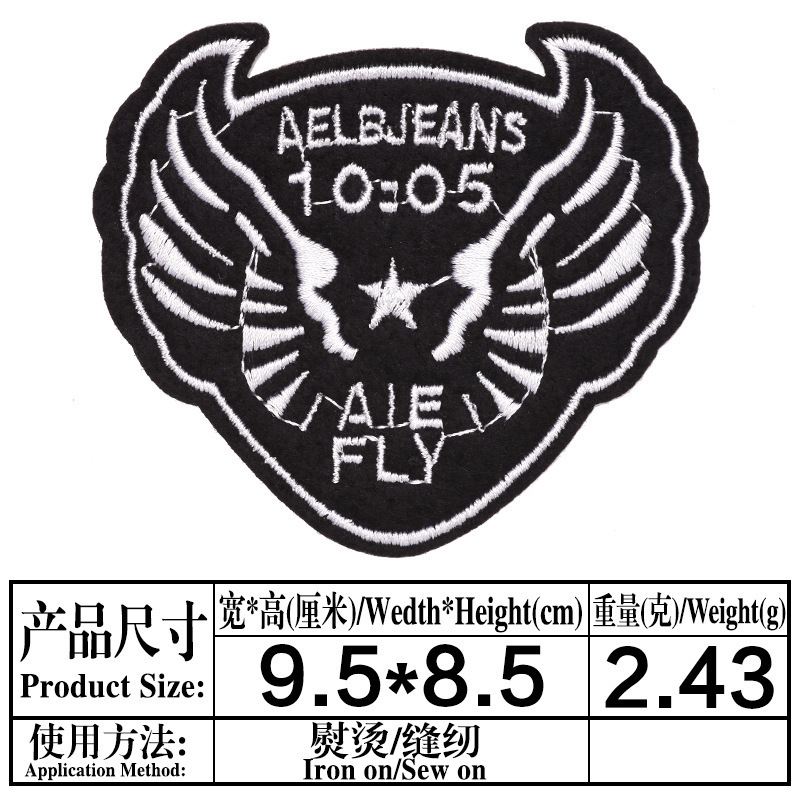 AELBJEANS
10:05
AIE
FLY
产品尺寸
Product Size:
宽*高(厘米)/Wedth*Height(cm)
9.5*8.5
重量(克)/Weight(g)
2.43
使用方法:
Application Method:
熨烫/缝纫
Iron on/Sew on